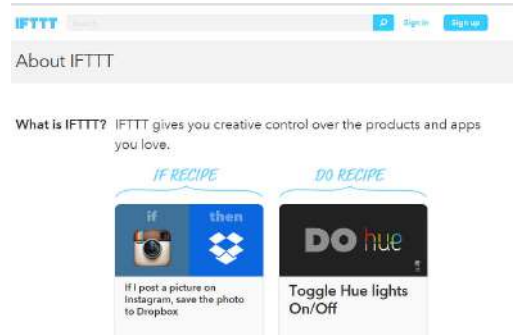 IFTTT Search Sign in Sign up
About IFTTT
What is IFTTT? IFTTT gives you creative control over the products and apps
you love.
IF RECIPE DO RECIPE
if then
DO hue
If I post a picture on
Instagram, save the photo
to Dropbox
Toggle Hue lights
On/Off